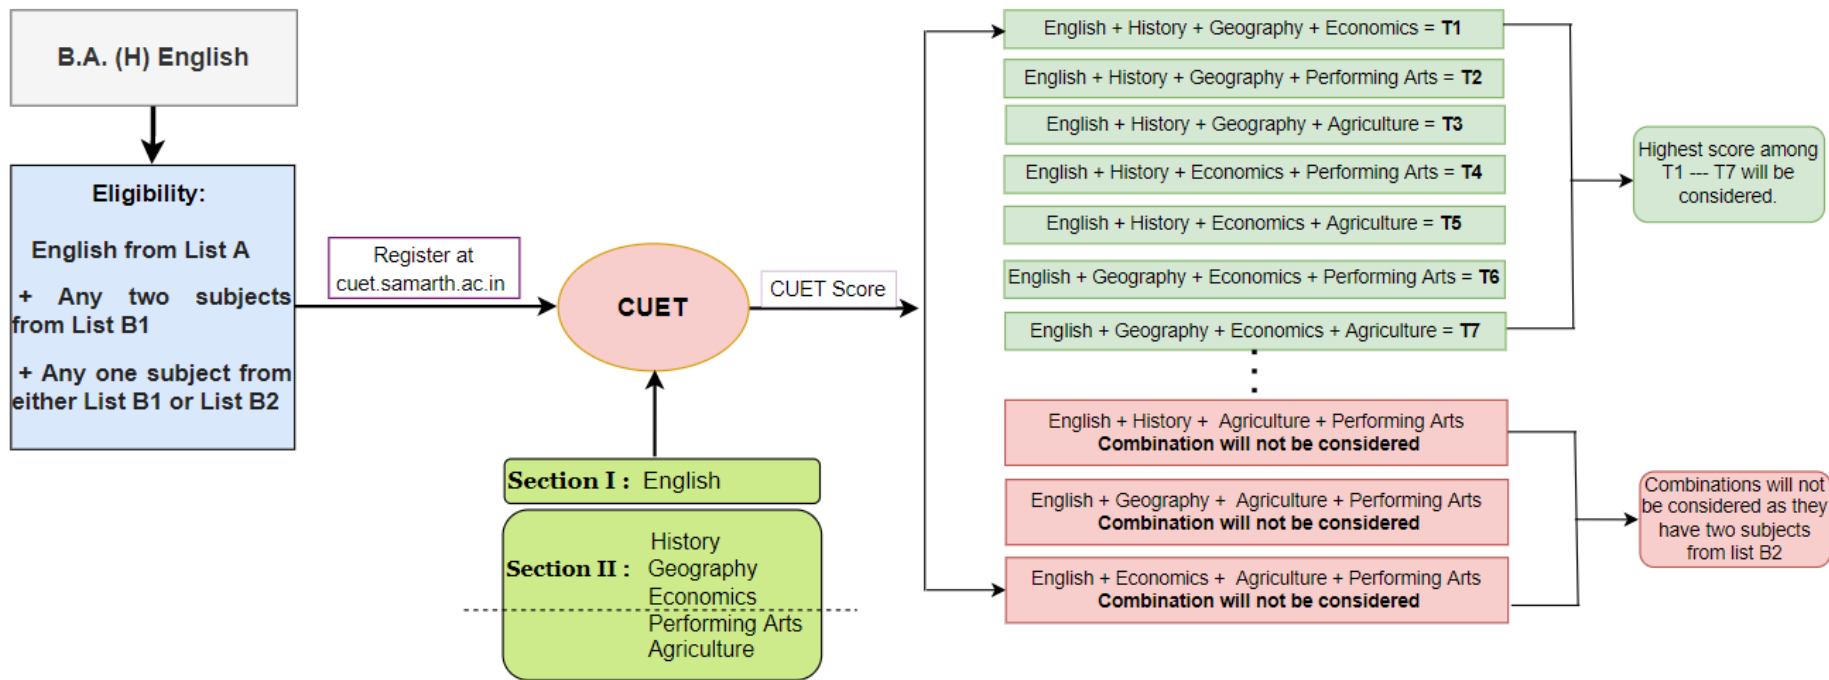 B.A. (H) English
Eligibility:
English from List A
+ Any two subjects
from List B1
+ Any one subject from
either List B1 or List B2
Register at
cuet.samarth.ac.in
CUET
CUET Score
Section I : English
Section II :
History
Geography
Economics
Performing Arts
Agriculture
English + History + Geography + Economics = T1
English + History + Geography + Performing Arts = T2
English + History + Geography + Agriculture = T3
English + History + Economics + Performing Arts = T4
English + History + Economics + Agriculture = T5
English + Geography + Economics + Performing Arts = T6
English + Geography + Economics + Agriculture = T7
English + History + Agriculture + Performing Arts
Combination will not be considered
English + Geography + Agriculture + Performing Arts
Combination will not be considered
English + Economics + Agriculture + Performing Arts
Combination will not be considered
Highest score among
T1 --- T7 will be
considered.
Combinations will not
be considered as they
have two subjects
from list B2